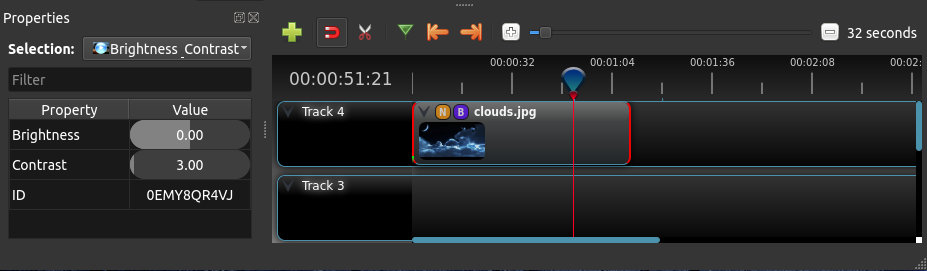 Properties
Selection: Brightness_Contrast
Filter
Property Value
Brightness 0.00
Contrast 3.00
ID 0EMY8QR4VJ
32 seconds
00:00:51:21
00:00:32 00:01:04 00:01:36 00:02:08 00:02:
Track 4
N B clouds.jpg
Track 3